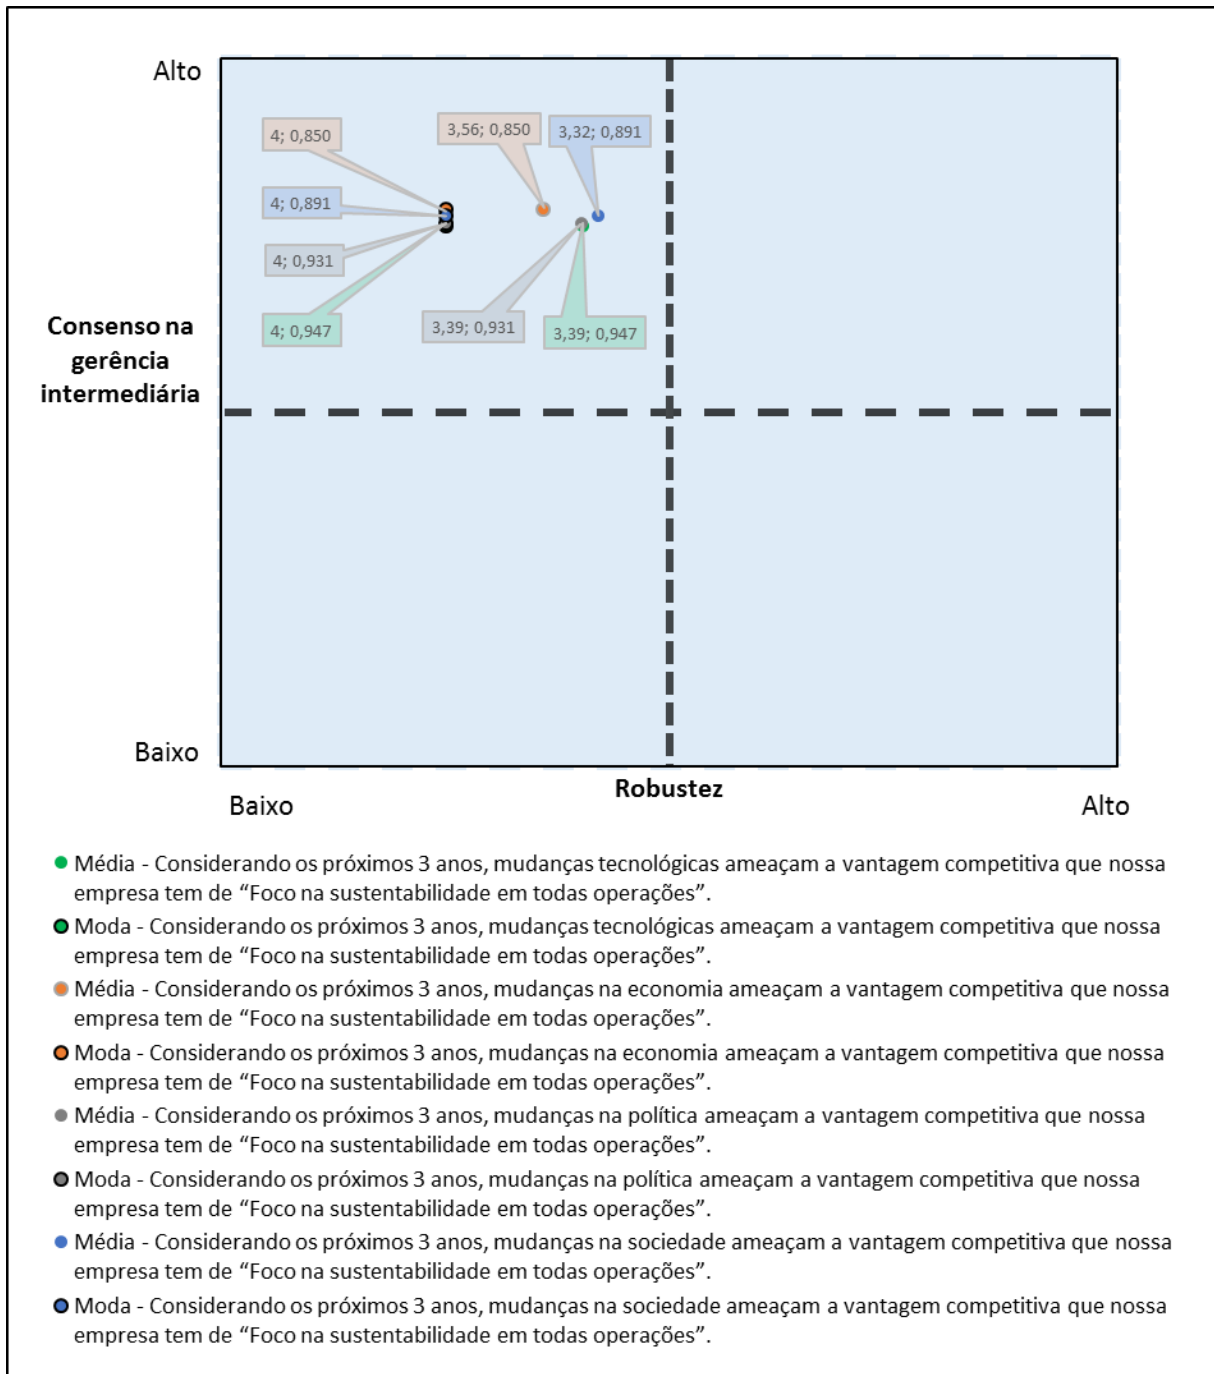 Alto
4; 0,850
3,56; 0,850
3,32; 0,891
4; 0,891
4; 0,931
4; 0,947
3,39; 0,931
3,39; 0,947
Consenso na
gerência
intermediária
Baixo
Robustez
Baixo
Alto
Média - Considerando os próximos 3 anos, mudanças tecnológicas ameaçam a vantagem competitiva que nossa
empresa tem de “Foco na sustentabilidade em todas operações”.
Moda - Considerando os próximos 3 anos, mudanças tecnológicas ameaçam a vantagem competitiva que nossa
empresa tem de “Foco na sustentabilidade em todas operações”.
Média - Considerando os próximos 3 anos, mudanças na economia ameaçam a vantagem competitiva que nossa
empresa tem de “Foco na sustentabilidade em todas operações”.
Moda - Considerando os próximos 3 anos, mudanças na economia ameaçam a vantagem competitiva que nossa
empresa tem de “Foco na sustentabilidade em todas operações”.
Média - Considerando os próximos 3 anos, mudanças na política ameaçam a vantagem competitiva que nossa
empresa tem de “Foco na sustentabilidade em todas operações”.
Moda - Considerando os próximos 3 anos, mudanças na política ameaçam a vantagem competitiva que nossa
empresa tem de “Foco na sustentabilidade em todas operações”.
Média - Considerando os próximos 3 anos, mudanças na sociedade ameaçam a vantagem competitiva que nossa
empresa tem de “Foco na sustentabilidade em todas operações”.
Moda - Considerando os próximos 3 anos, mudanças na sociedade ameaçam a vantagem competitiva que nossa
empresa tem de “Foco na sustentabilidade em todas operações”.